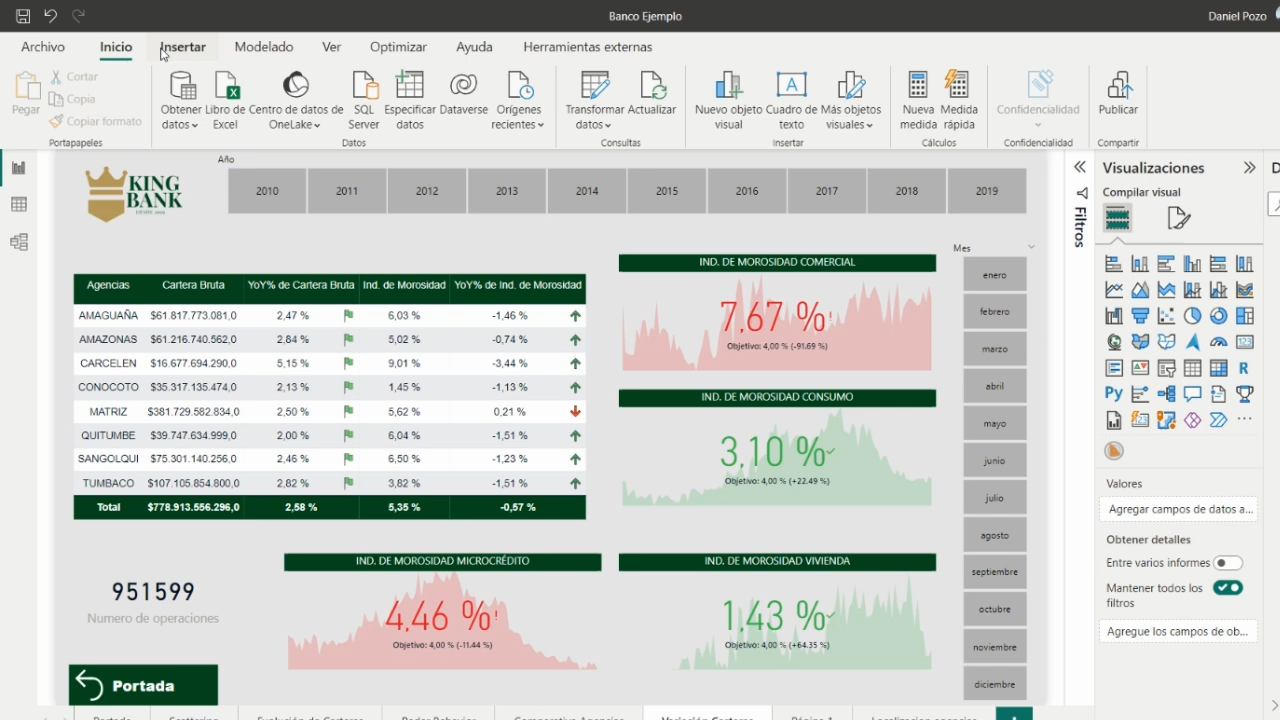 Banco Ejemplo
Daniel Pozo
Archivo Inicio Insertar Modelado Ver Optimizar Ayuda Herramientas externas
Pegar
Cortar
Copia
Copiar formato
Portapapeles
Obtener datos
Libro de Excel
Centro de datos de OneLake
SQL Server
Especificar datos
Dataverse
Orígenes recientes
Datos
Transformar datos
Actualizar
Consultas
Nuevo objeto visual
Cuadro de texto
Más objetos visuales
Insertar
Nueva medida
Medida rápida
Cálculos
Confidencialidad
Confidencialidad
Publicar
Compartir
KING
BANK
Año
2010 2011 2012 2013 2014 2015 2016 2017 2018 2019
Agencias Cartera Bruta YoY% de Cartera Bruta Ind. de Morosidad YoY% de Ind. de Morosidad
AMAGUAÑA $61.817.773.081,0 2,47 % 6,03 % -1,46 %
AMAZONAS $61.216.740.562,0 2,84 % 5,02 % -0,74 %
CARCELEN $16.677.694.290,0 5,15 % 9,01 % -3,44 %
CONOCOTO $35.317.135.474,0 2,13 % 1,45 % -1,13 %
MATRIZ $381.729.582.834,0 2,50 % 5,62 % 0,21 %
QUITUMBE $39.747.634.999,0 2,00 % 6,04 % -1,51 %
SANGOLQUI $75.301.140.256,0 2,46 % 6,50 % -1,23 %
TUMBACO $107.105.854.800,0 2,82 % 3,82 % -1,51 %
Total $778.913.556.296,0 2,58 % 5,35 % -0,57 %
IND. DE MOROSIDAD COMERCIAL
7,67 %!
Objetivo: 4,00 % (-91.69 %)
IND. DE MOROSIDAD CONSUMO
3,10 %
Objetivo: 4,00 % (+22.49 %)
IND. DE MOROSIDAD MICROCRÉDITO
4,46 %!
Objetivo: 4,00 % (-11.44 %)
IND. DE MOROSIDAD VIVIENDA
1,43 %
Objetivo: 4,00 % (+64.35 %)
951599
Numero de operaciones
Portada
Mes
enero
febrero
marzo
abril
mayo
junio
julio
agosto
septiembre
octubre
noviembre
diciembre
Filtros
Visualizaciones
Compilar visual
R
Py
123
Valores
Agregar campos de datos a...
Obtener detalles
Entre varios informes
Mantener todos los
filtros
Agregue los campos de ob...